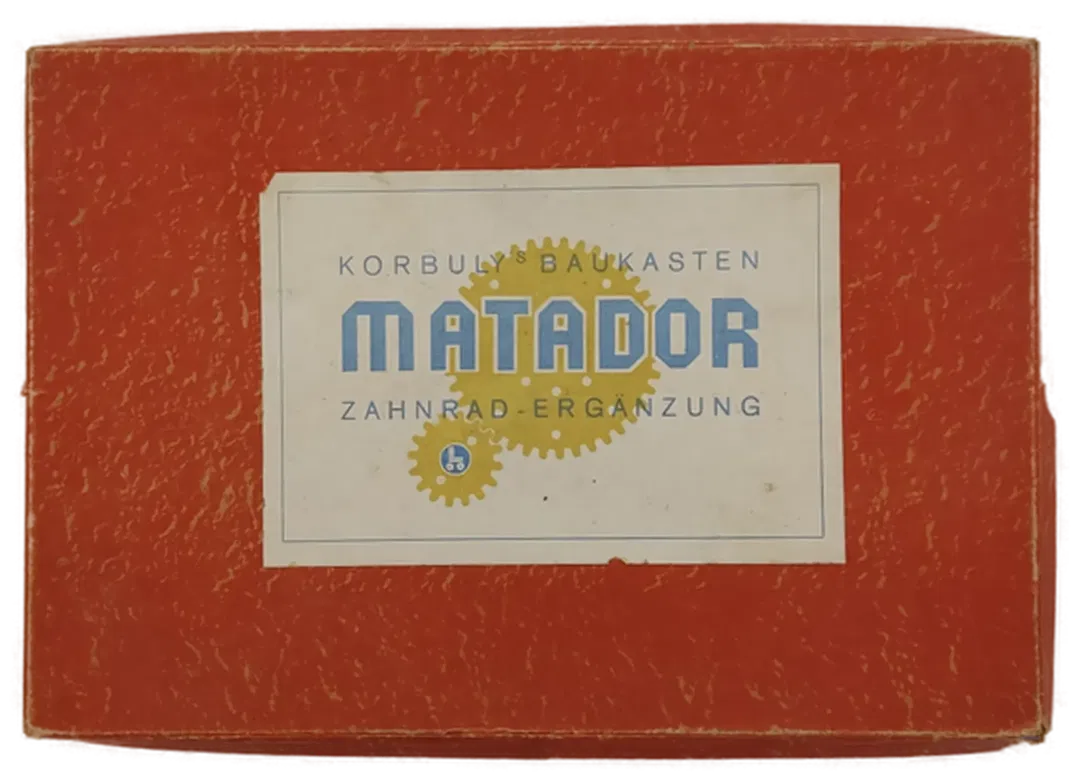 KORBULY'S BAUKASTEN
MATADOR
ZAHNRAD-ERGÄNZUNG